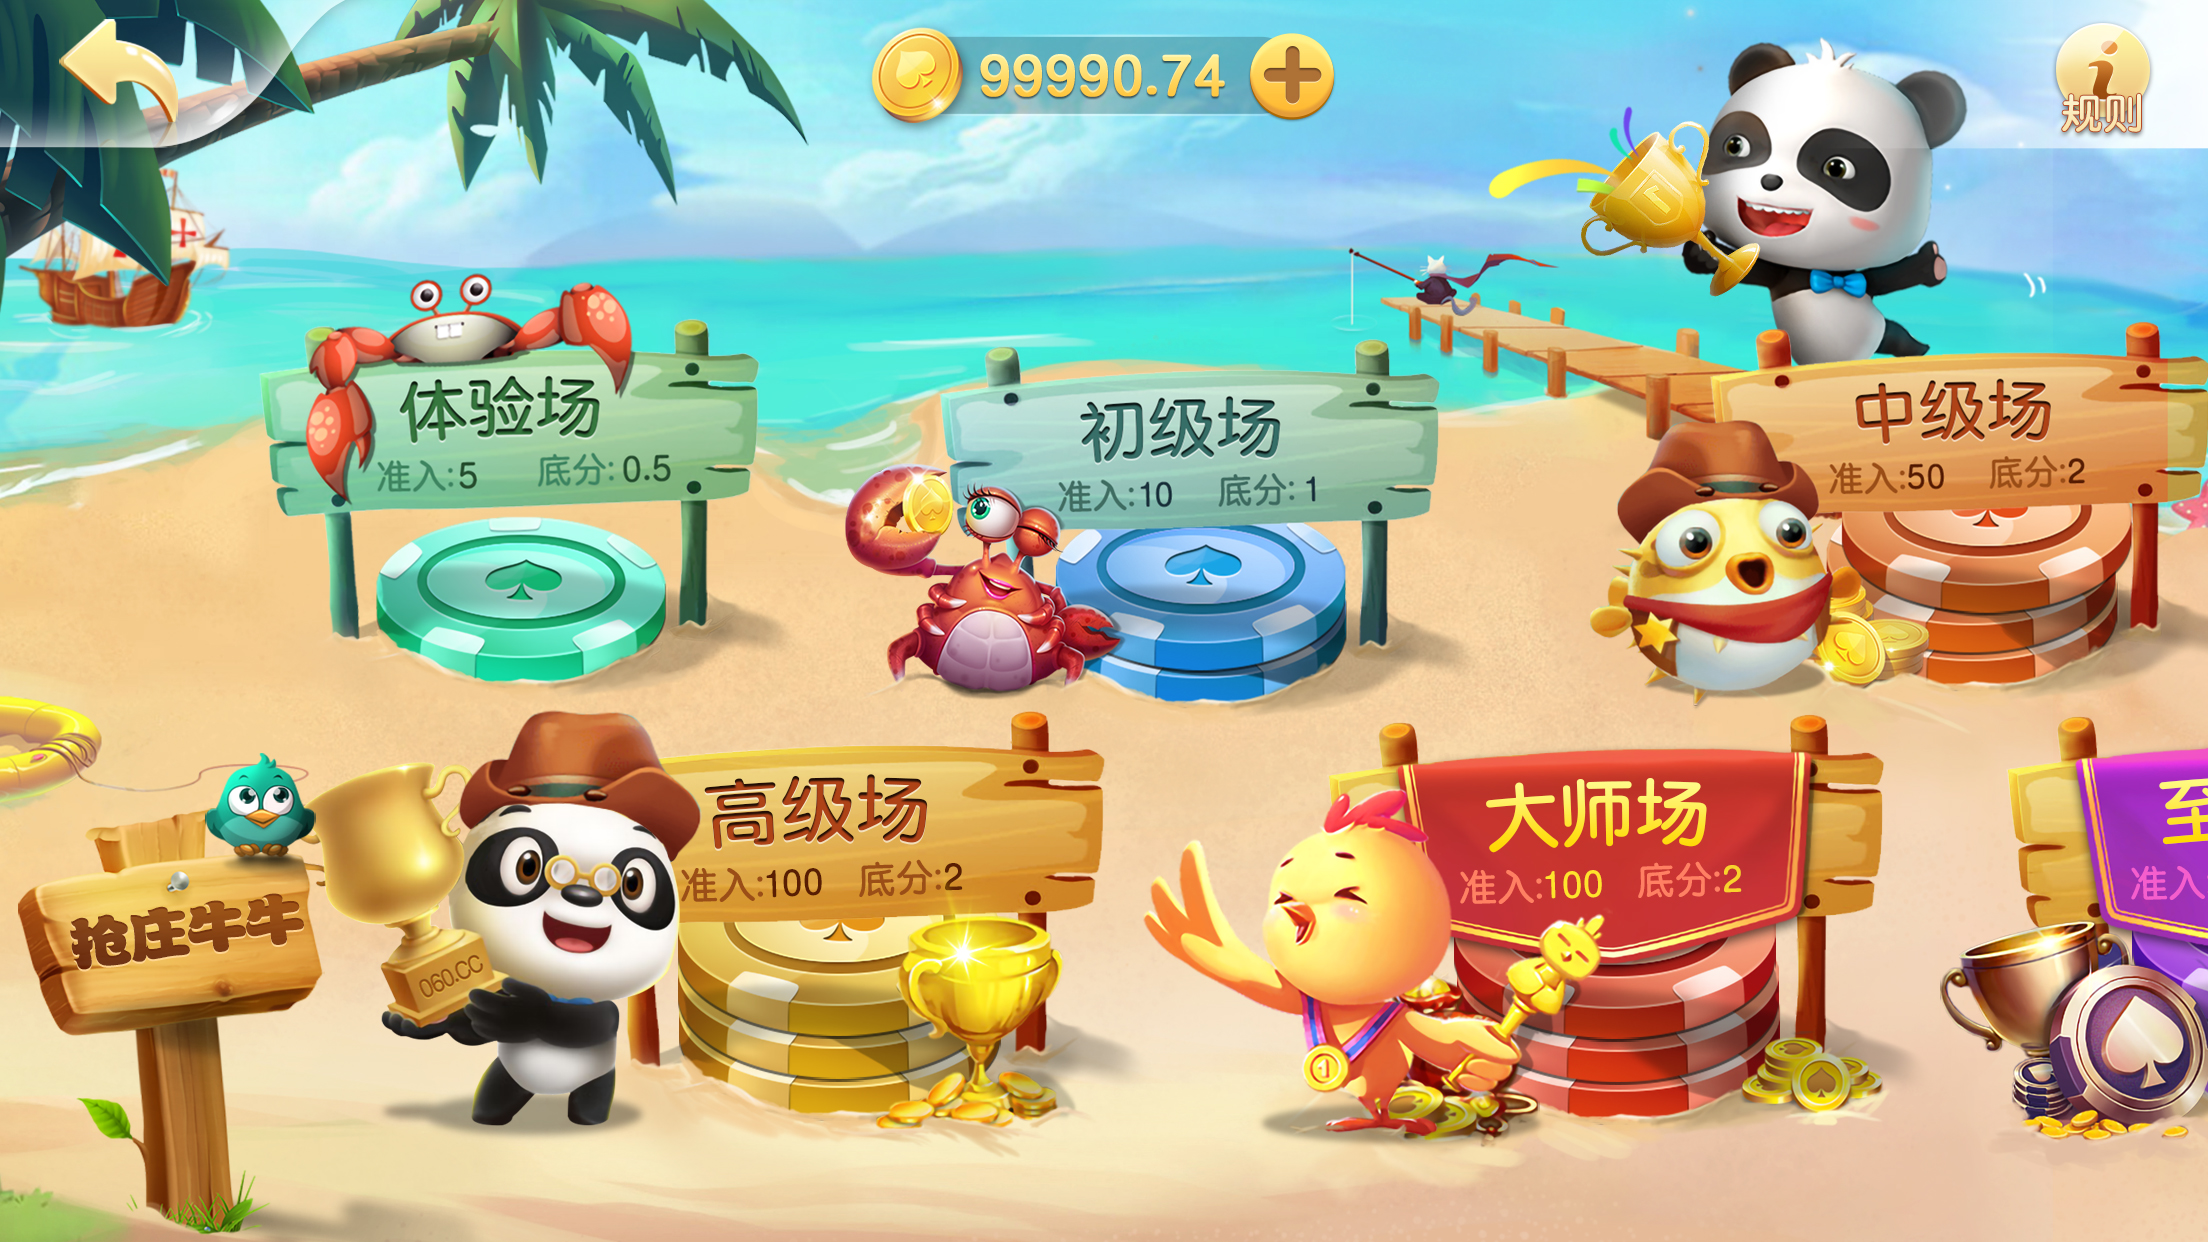 99990.74
规则
体验场
准入:5 底分:0.5
初级场
准入:10 底分:1
中级场
准入:50 底分:2
抢庄牛牛
060.CC
高级场
准入:100 底分:2
大师场
准入:100 底分:2
1
至
准入